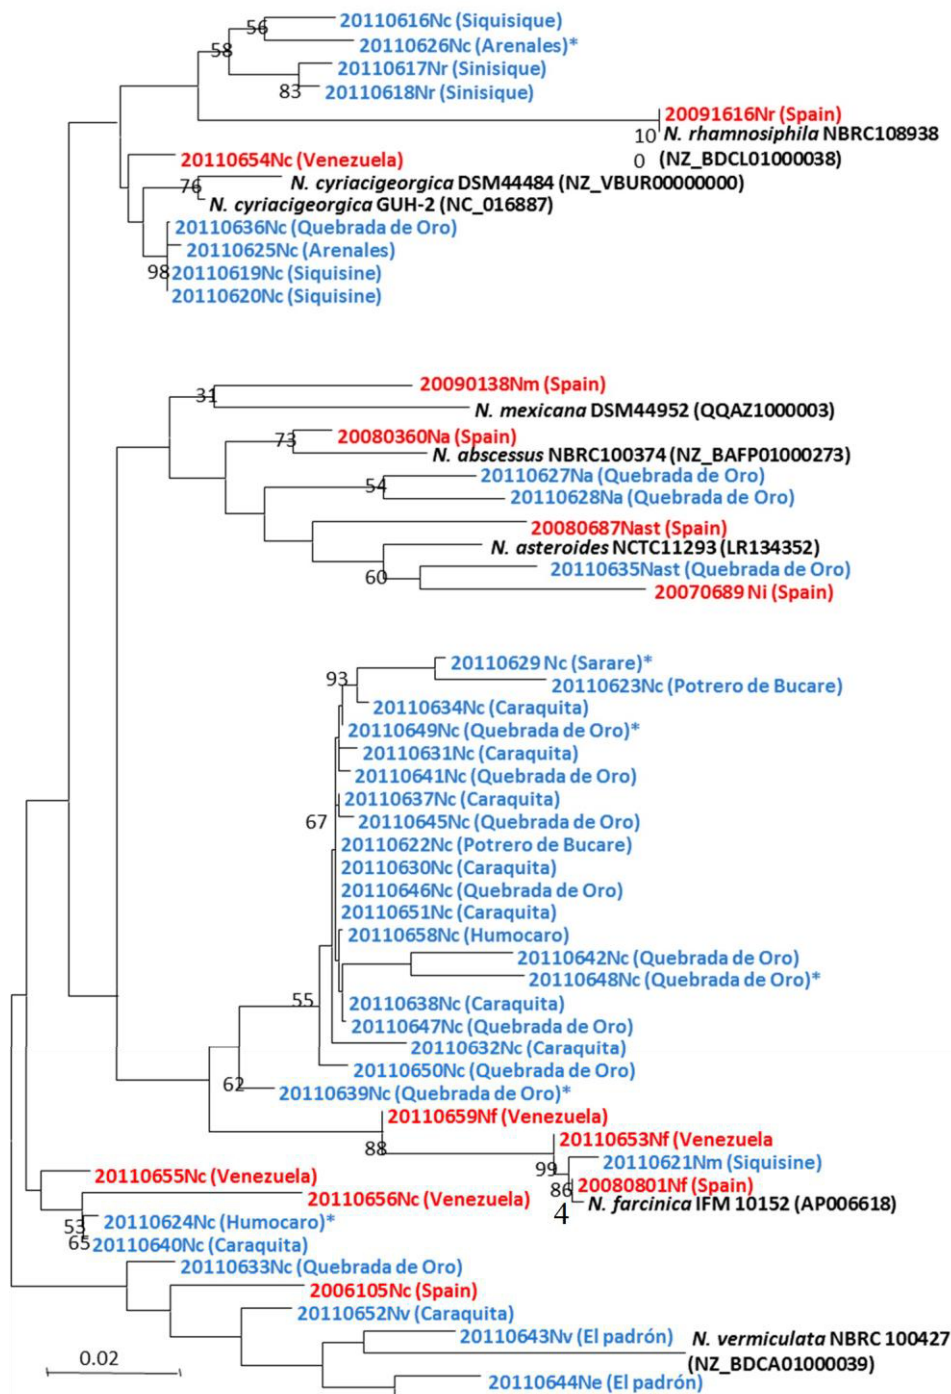 56
20110616Nc (Siquisique)
20110626Nc (Arenales)*
58
20110617Nr (Sinisique)
83
20110618Nr (Sinisique)
20091616Nr (Spain)
10
N. rhamnosiphila NBRC108938
0
(NZ_BDCL01000038)
20110654Nc (Venezuela)
76
N. cyriacigeorgica DSM44484 (NZ_VBUR00000000)
N. cyriacigeorgica GUH-2 (NC_016887)
20110636Nc (Quebrada de Oro)
20110625Nc (Arenales)
98
20110619Nc (Siquisine)
20110620Nc (Siquisine)
20090138Nm (Spain)
31
N. mexicana DSM44952 (QQAZ1000003)
20080360Na (Spain)
73
N. abscessus NBRC100374 (NZ_BAFP01000273)
20110627Na (Quebrada de Oro)
54
20110628Na (Quebrada de Oro)
20080687Nast (Spain)
N. asteroides NCTC11293 (LR134352)
20110635Nast (Quebrada de Oro)
60
20070689 Ni (Spain)
20110629 Nc (Sarare)*
93
20110623Nc (Potrero de Bucare)
20110634Nc (Caraquita)
20110649Nc (Quebrada de Oro)*
20110631Nc (Caraquita)
20110641Nc (Quebrada de Oro)
20110637Nc (Caraquita)
67
20110645Nc (Quebrada de Oro)
20110622Nc (Potrero de Bucare)
20110630Nc (Caraquita)
20110646Nc (Quebrada de Oro)
20110651Nc (Caraquita)
20110658Nc (Humocaro)
20110642Nc (Quebrada de Oro)
20110648Nc (Quebrada de Oro)*
55
20110638Nc (Caraquita)
20110647Nc (Quebrada de Oro)
20110632Nc (Caraquita)
20110650Nc (Quebrada de Oro)
62
20110639Nc (Quebrada de Oro)*
20110659Nf (Venezuela)
88
20110653Nf (Venezuela
99
20110621Nm (Siquisine)
86
20080801Nf (Spain)
4
N. farcinica IFM 10152 (AP006618)
20110655Nc (Venezuela)
20110656Nc (Venezuela)
53
20110624Nc (Humocaro)*
65
20110640Nc (Caraquita)
20110633Nc (Quebrada de Oro)
2006105Nc (Spain)
20110652Nv (Caraquita)
20110643Nv (El padrón)
N. vermiculata NBRC 100427
(NZ_BDCA01000039)
0.02
20110644Ne (El padrón)